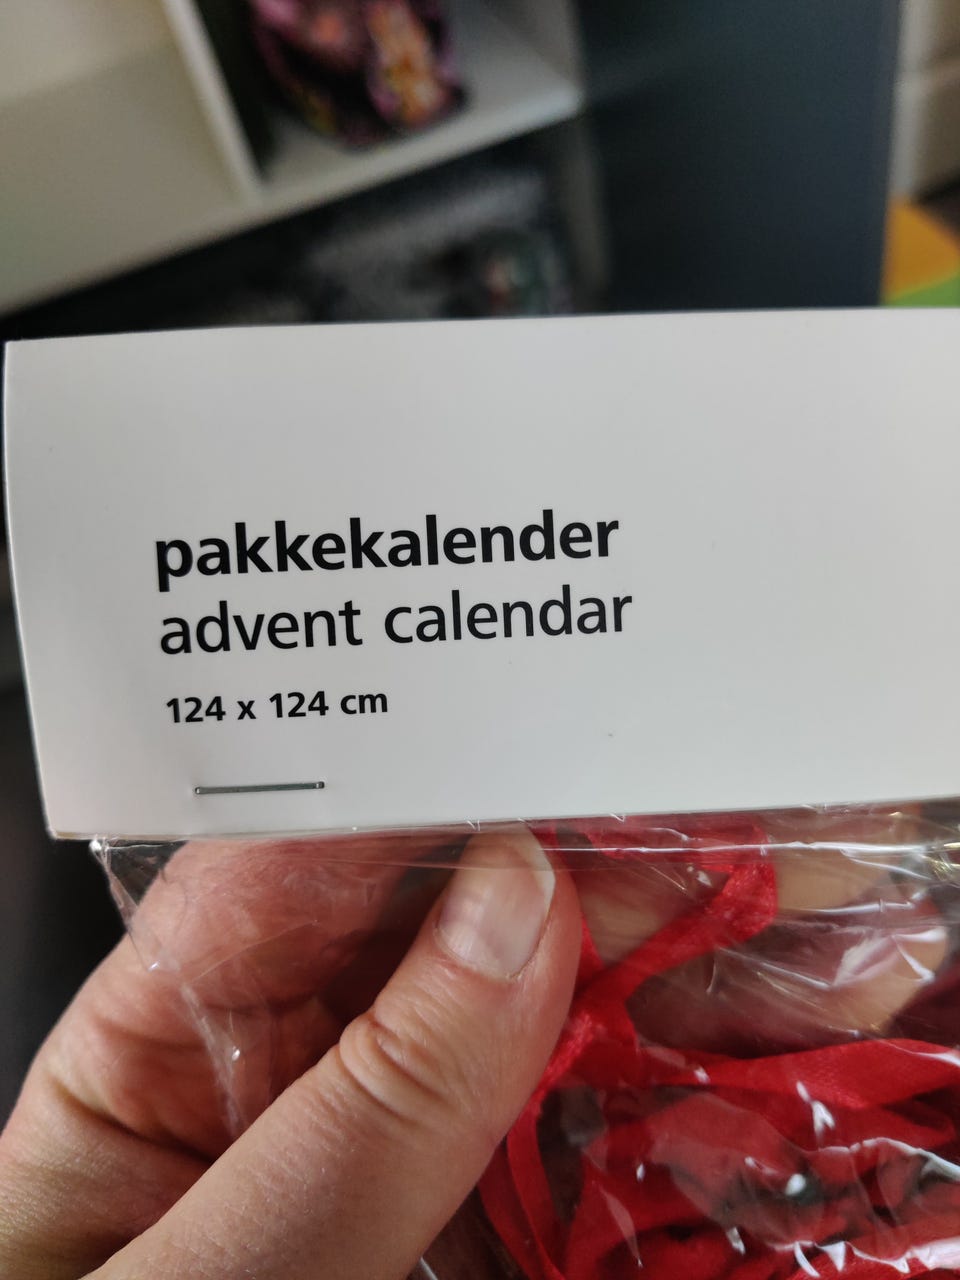 pakkekalender
advent calendar
124 x 124 cm